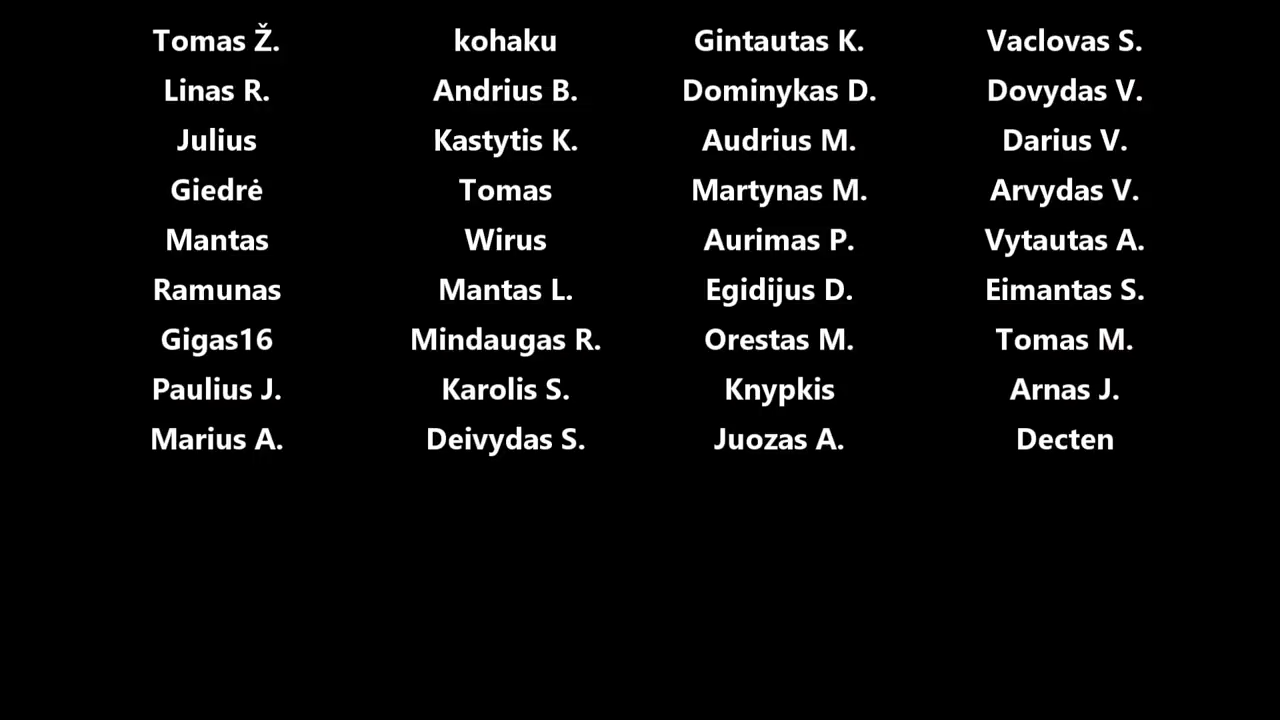 Tomas Ž. kohaku Gintautas K. Vaclovas S.
Linas R. Andrius B. Dominykas D. Dovydas V.
Julius Kastytis K. Audrius M. Darius V.
Giedrė Tomas Martynas M. Arvydas V.
Mantas Wirus Aurimas P. Vytautas A.
Ramunas Mantas L. Egidijus D. Eimantas S.
Gigas16 Mindaugas R. Orestas M. Tomas M.
Paulius J. Karolis S. Knypkis Arnas J.
Marius A. Deivydas S. Juozas A. Decten